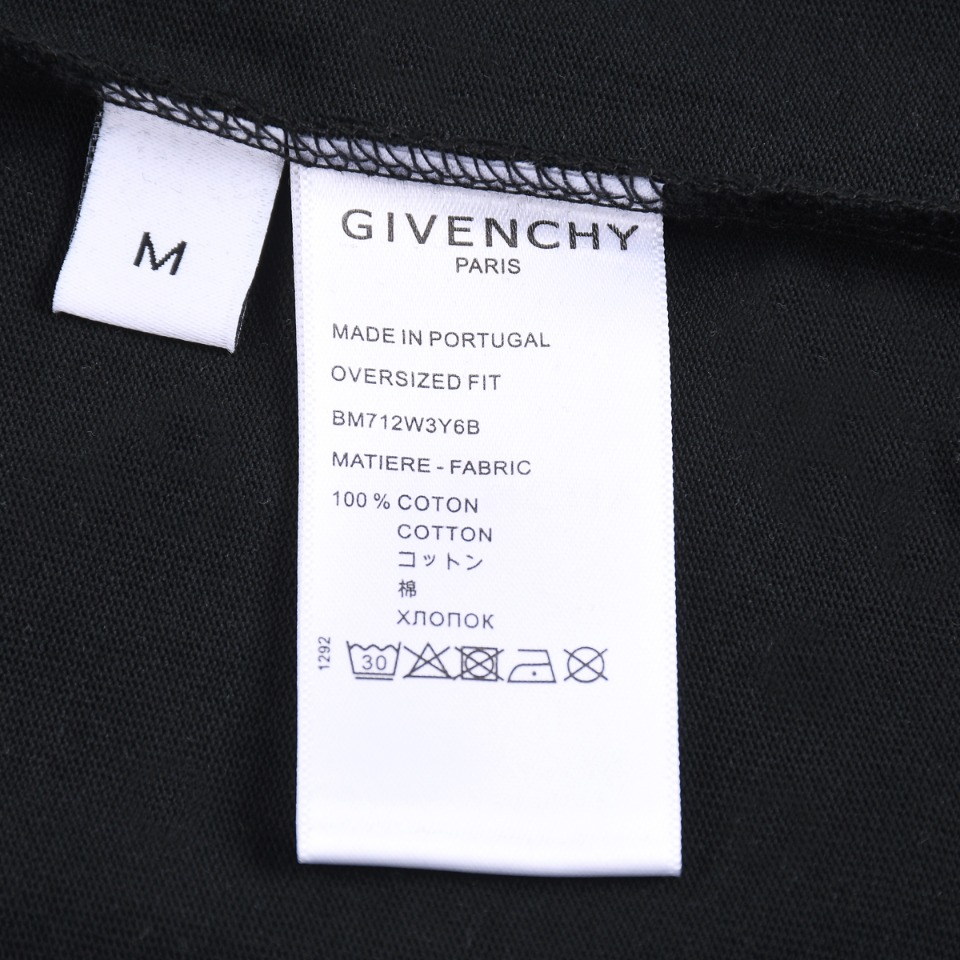 M
GIVENCHY
PARIS
MADE IN PORTUGAL
OVERSIZED FIT
BM712W3Y6B
MATIERE - FABRIC
100 % COTON
COTTON
コットン
棉
ХЛОПОК
1292
30